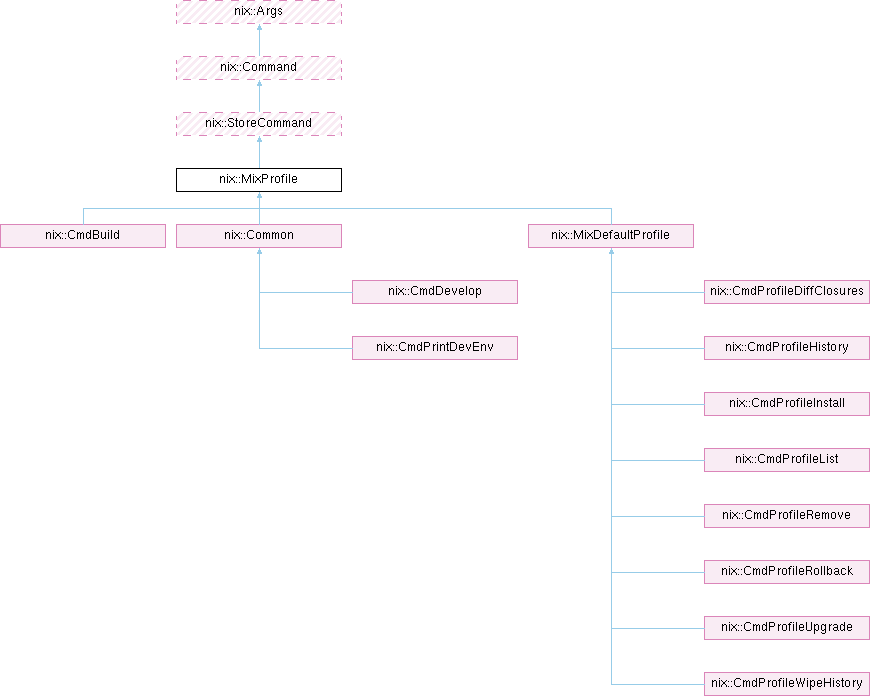 nix::Args
nix::Command
nix::StoreCommand
nix::MixProfile
nix::CmdBuild
nix::Common
nix::MixDefaultProfile
nix::CmdDevelop
nix::CmdProfileDiffClosures
nix::CmdPrintDevEnv
nix::CmdProfileHistory
nix::CmdProfileInstall
nix::CmdProfileList
nix::CmdProfileRemove
nix::CmdProfileRollback
nix::CmdProfileUpgrade
nix::CmdProfileWipeHistory